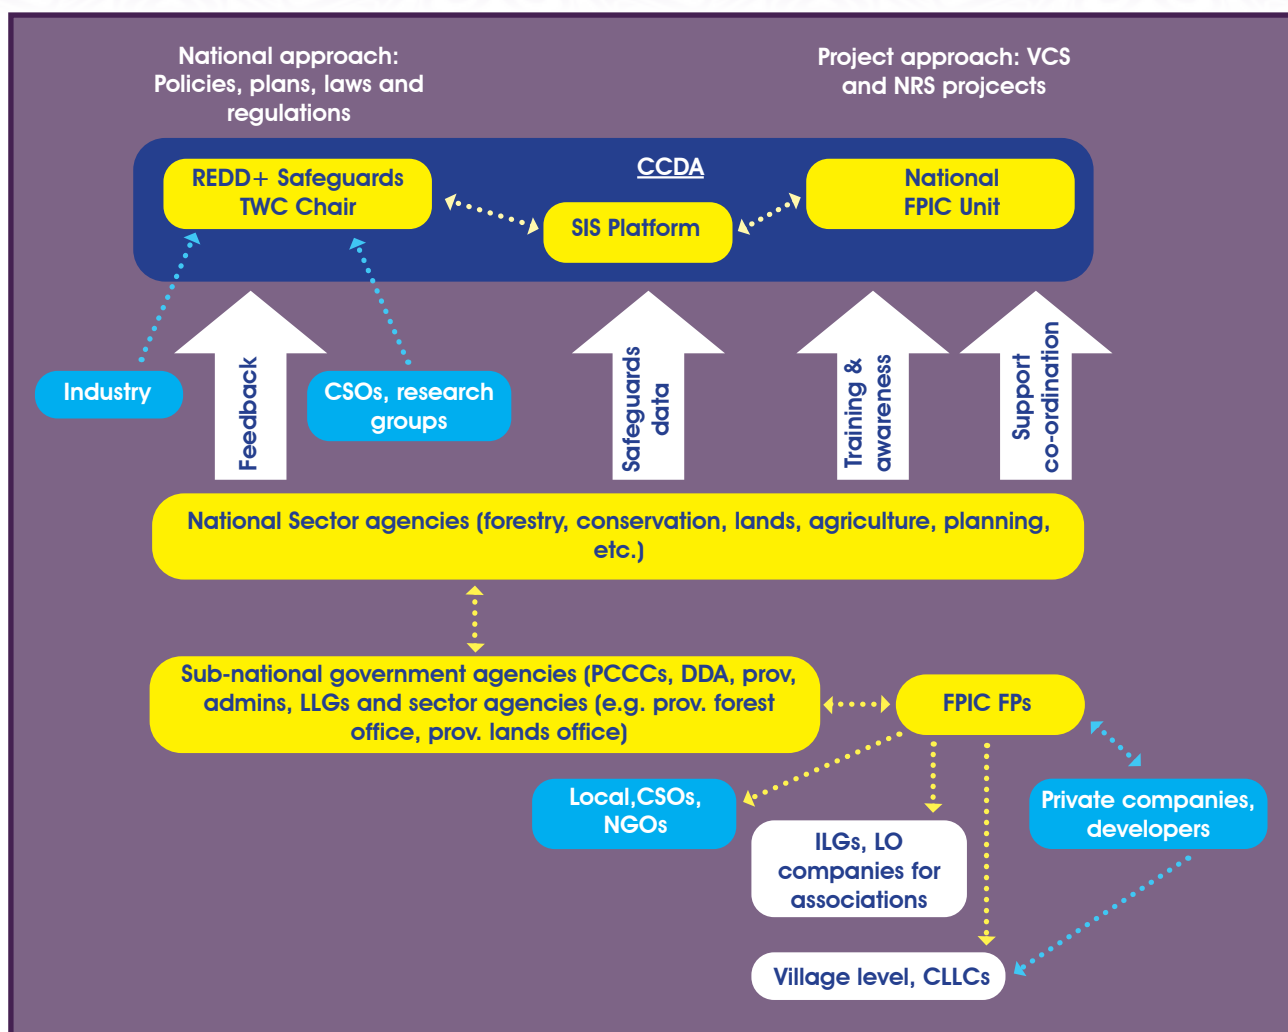 National approach:
Policies, plans, laws and
regulations
Project approach: VCS
and NRS projcects
CCDA
REDD+ Safeguards
TWC Chair
SIS Platform
National
FPIC Unit
Industry
CSOs, research
groups
Feedback
Safeguards
data
Training &
awareness
Support
co-ordination
National Sector agencies (forestry, conservation, lands, agriculture, planning,
etc.)
Sub-national government agencies (PCCCs, DDA, prov,
admins, LLGs and sector agencies (e.g. prov. forest
office, prov. lands office)
FPIC FPs
Local,CSOs,
NGOs
ILGs, LO
companies for
associations
Private companies,
developers
Village level, CLLCs